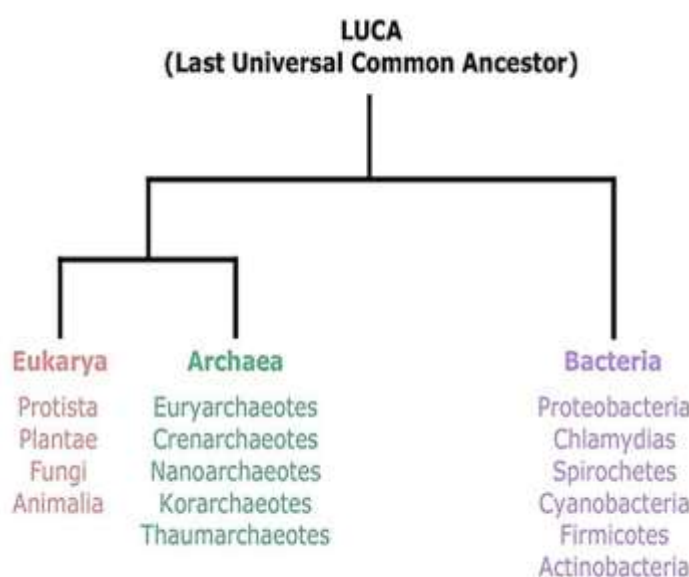 LUCA
(Last Universal Common Ancestor)
Eukarya
Protista
Plantae
Fungi
Animalia
Archaea
Euryarchaeotes
Crenarchaeotes
Nanoarchaeotes
Korarchaeotes
Thaumarchaeotes
Bacteria
Proteobacteria
Chlamydias
Spirochetes
Cyanobacteria
Firmicotes
Actinobacteria